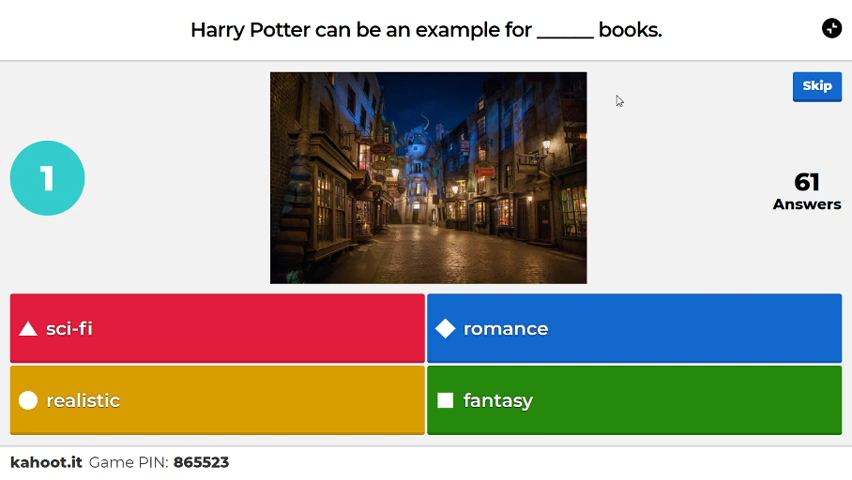 Harry Potter can be an example for ______ books.
Skip
1
61
Answers
sci-fi
romance
realistic
fantasy
kahoot.it Game PIN: 865523